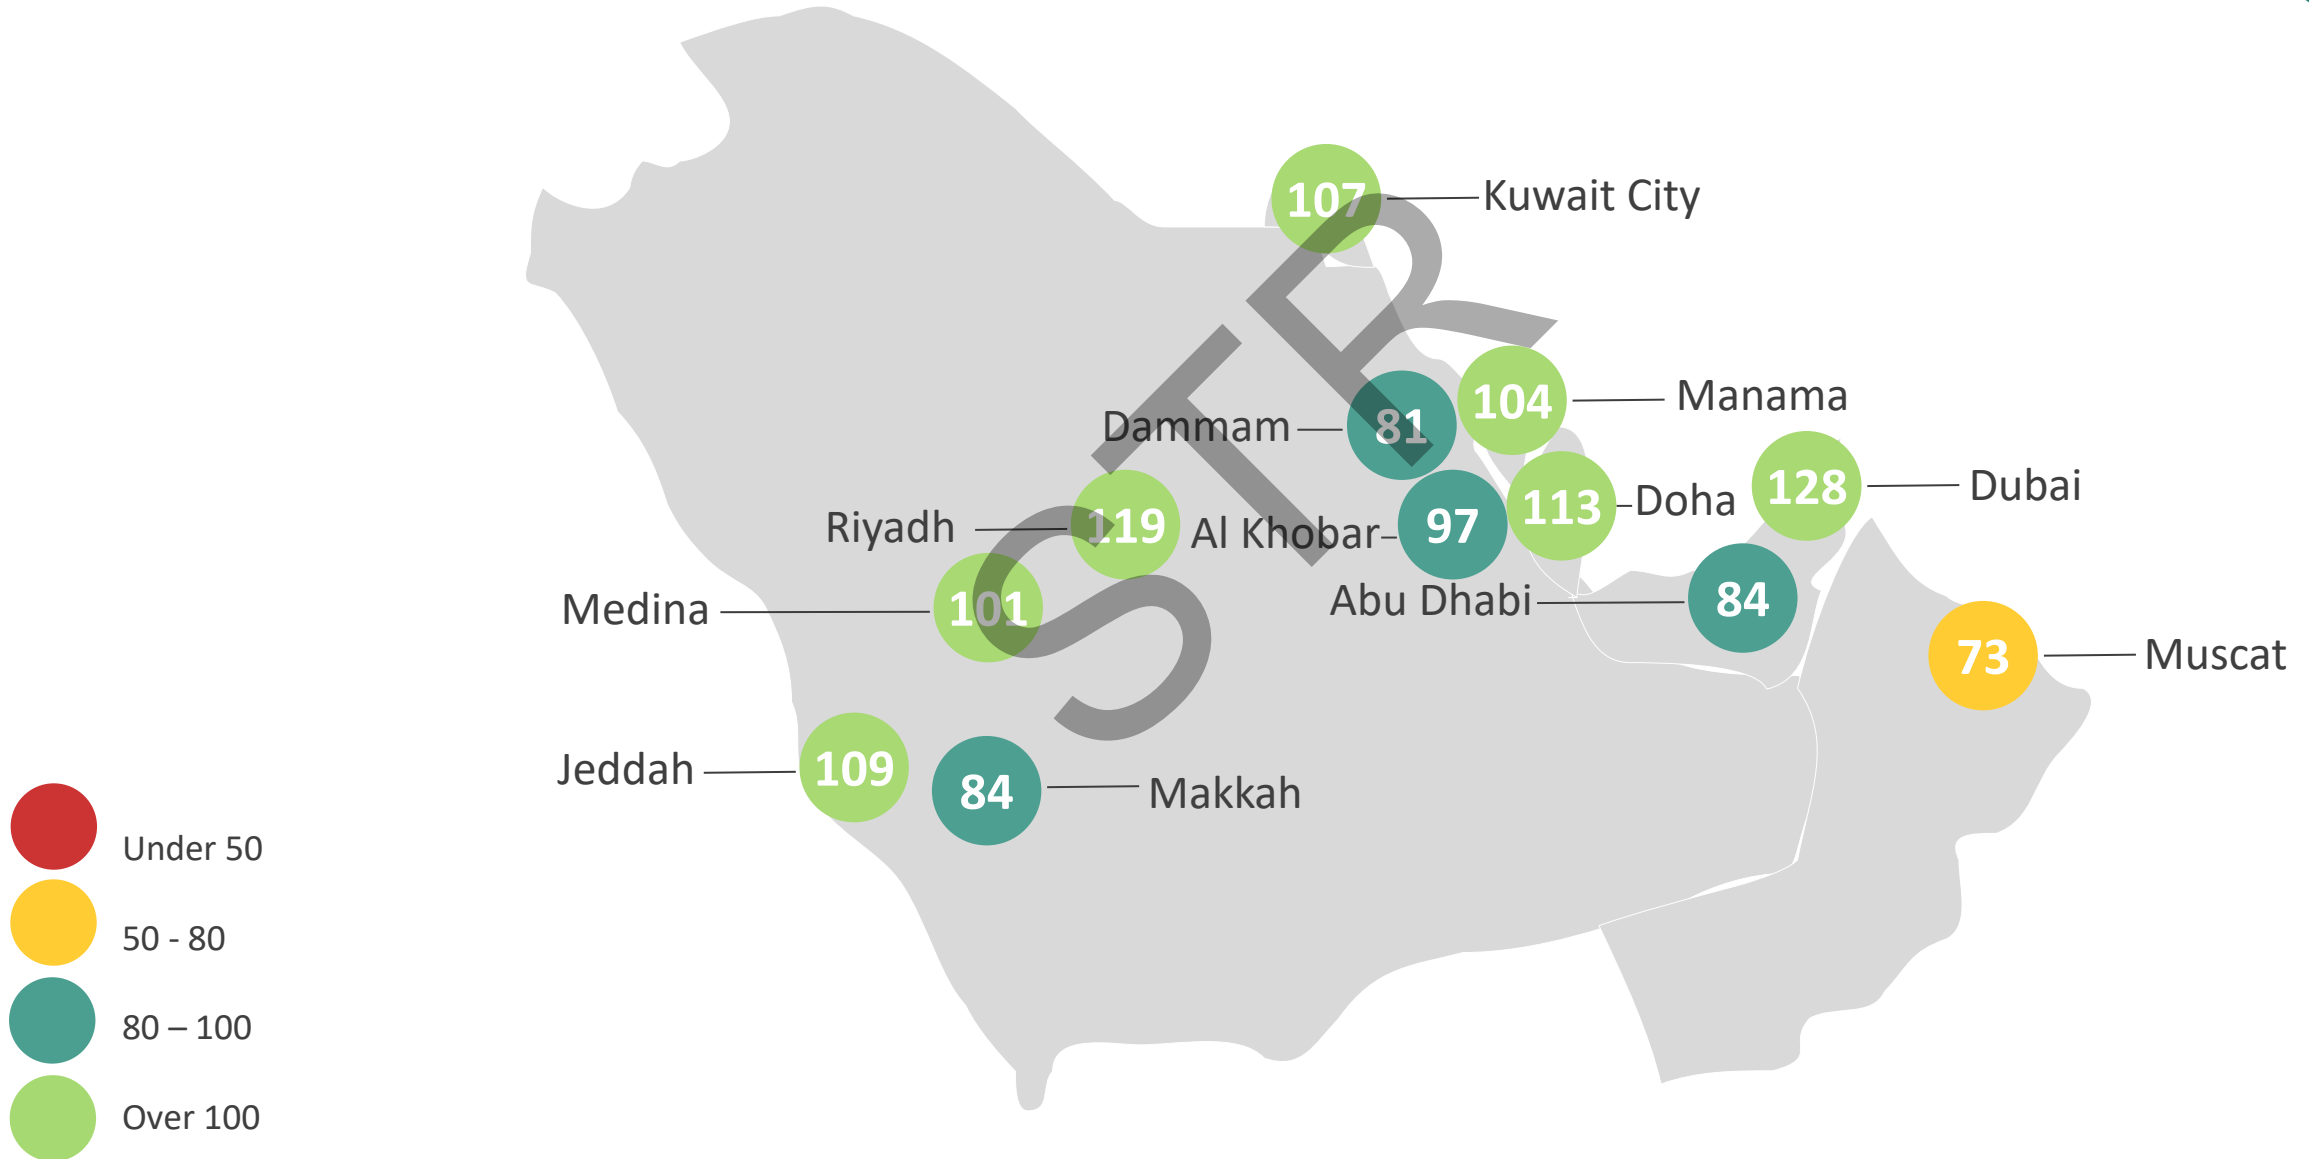 107 Kuwait City
Dammam 81
104 Manama
Riyadh 119
Al Khobar 97
113 Doha
128 Dubai
Medina 101
Abu Dhabi 84
73 Muscat
Jeddah 109
84 Makkah
STR
Under 50
50 - 80
80 – 100
Over 100